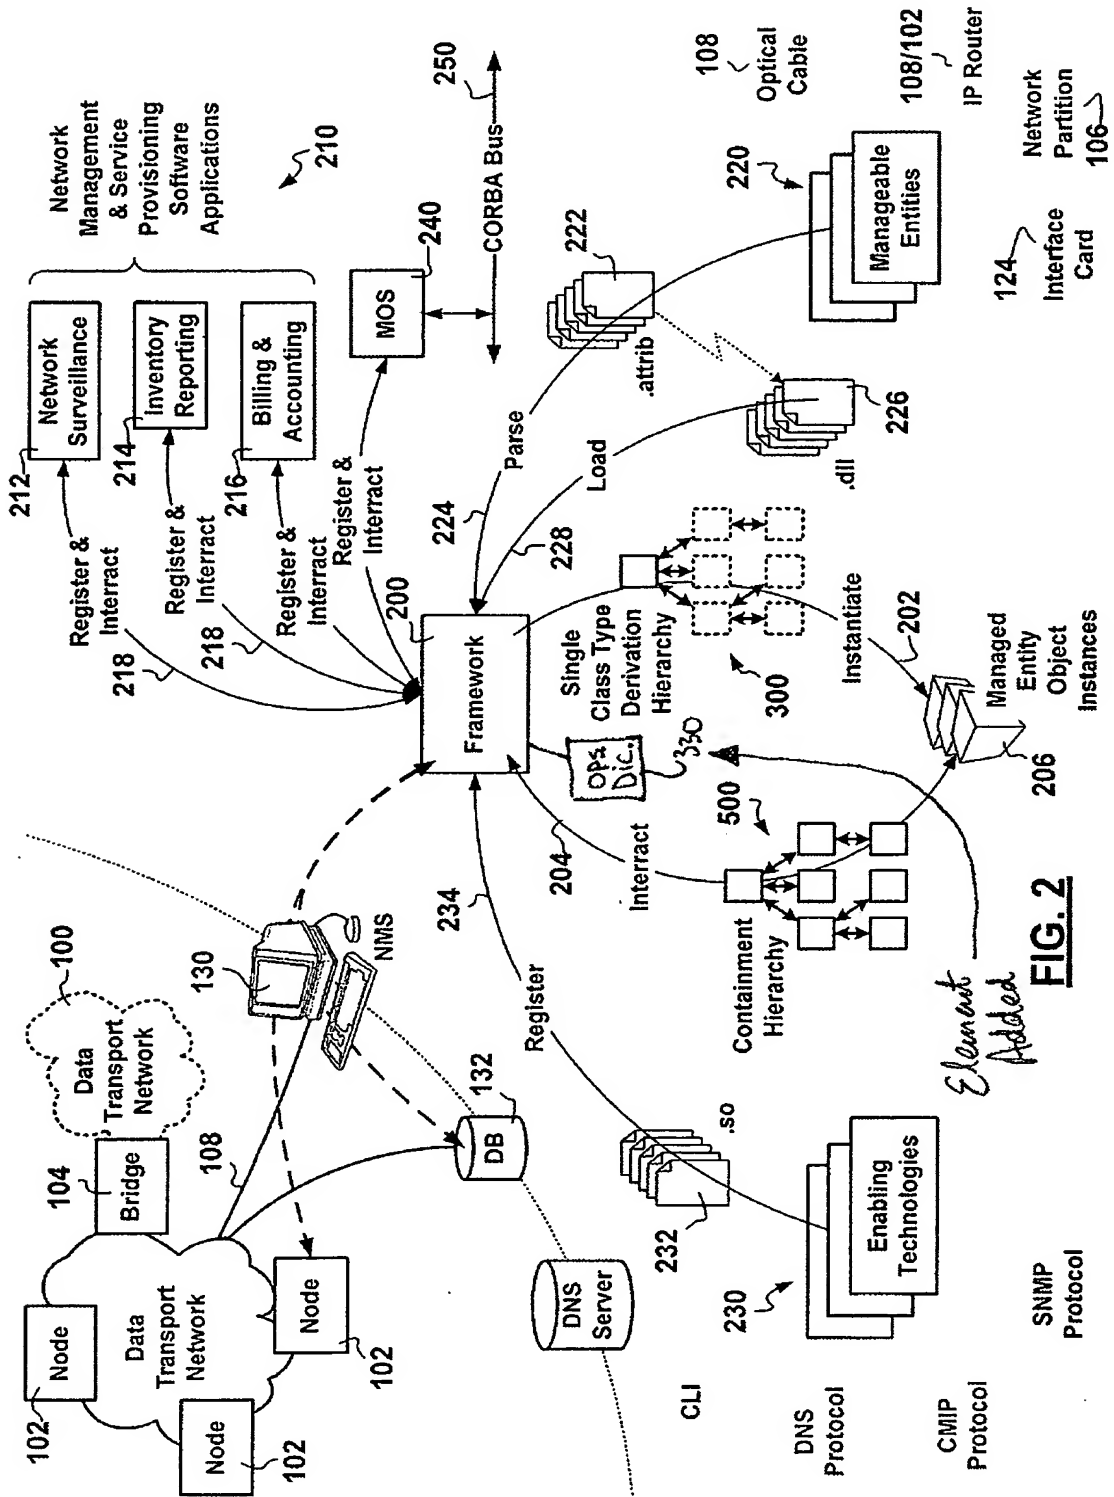 100
Data
Transport
Network
104
Bridge
Node
102
Data
Transport
Network
Node
102
Node
102
108
130
NMS
132
DB
DNS
Server
Network
Management
& Service
Provisioning
Software
Applications
210
212
Network
Surveillance
214
Inventory
Reporting
216
Billing &
Accounting
Register &
Interract
218
Register &
Interract
218
Register &
Interract
Register &
Interract
MOS
240
CORBA Bus
250
200
Framework
224
Parse
228
Load
222
.attrib
226
.dll
220
Manageable
Entities
108
Optical
Cable
108/102
IP Router
Network
Partition
106
124
Interface
Card
Single
Class Type
Derivation
Hierarchy
300
Instantiate
202
Managed
Entity
Object
Instances
206
OPs
Dic.
330
204
Interract
500
Containment
Hierarchy
234
Register
232
.so
230
Enabling
Technologies
CLI
DNS
Protocol
CMIP
Protocol
SNMP
Protocol
Element
Added
FIG. 2